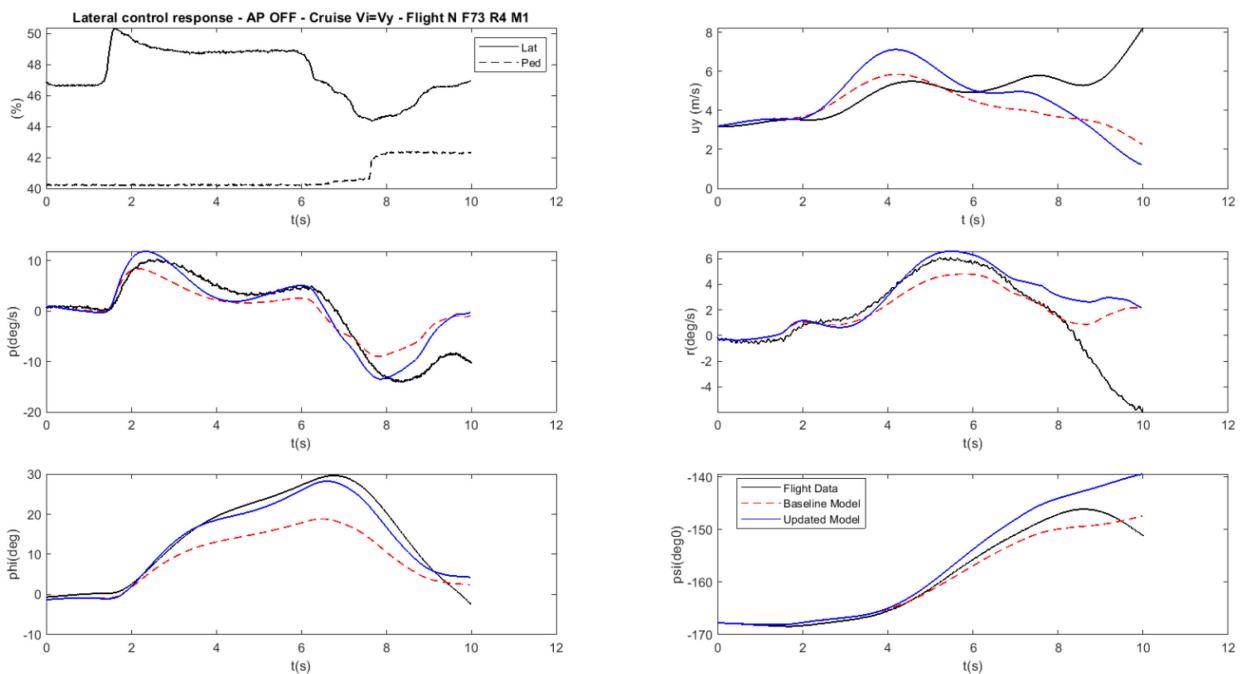 Lateral control response - AP OFF - Cruise Vi=Vy - Flight N F73 R4 M1
50
48
46
44
42
40
(%)
Lat
Ped
0 2 4 6 8 10 12
t(s)
8
6
4
2
0
uy (m/s)
0 2 4 6 8 10 12
t (s)
10
0
-10
-20
p(deg/s)
0 2 4 6 8 10 12
t(s)
6
4
2
0
-2
-4
r(deg/s)
0 2 4 6 8 10 12
t(s)
30
20
10
0
-10
phi(deg)
0 2 4 6 8 10 12
t(s)
-140
-150
-160
-170
psi(deg0)
Flight Data
Baseline Model
Updated Model
0 2 4 6 8 10 12
t(s)